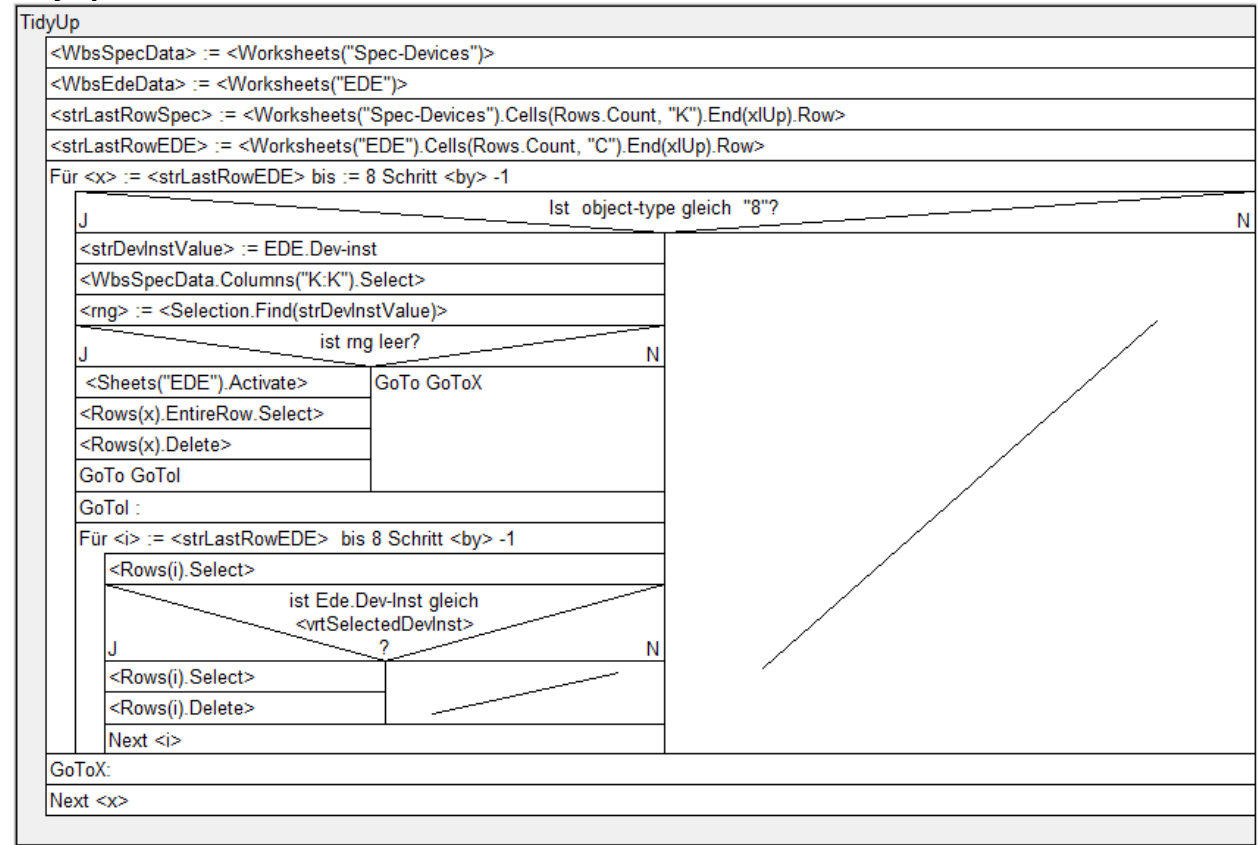 TidyUp
<WbsSpecData> := <Worksheets("Spec-Devices")>
<WbsEdeData> := <Worksheets("EDE")>
<strLastRowSpec> := <Worksheets("Spec-Devices").Cells(Rows.Count, "K").End(xlUp).Row>
<strLastRowEDE> := <Worksheets("EDE").Cells(Rows.Count, "C").End(xlUp).Row>
Für <x> := <strLastRowEDE> bis := 8 Schritt <by> -1
Ist object-type gleich "8"?
J N
<strDevInstValue> := EDE.Dev-inst
<WbsSpecData.Columns("K:K").Select>
<rng> := <Selection.Find(strDevInstValue)>
ist rng leer?
J N
<Sheets("EDE").Activate> GoTo GoToX
<Rows(x).EntireRow.Select>
<Rows(x).Delete>
GoTo GoToI
GoToI :
Für <i> := <strLastRowEDE> bis 8 Schritt <by> -1
<Rows(i).Select>
ist Ede.Dev-Inst gleich
<vrtSelectedDevInst>
?
J N
<Rows(i).Select>
<Rows(i).Delete>
Next <i>
GoToX:
Next <x>